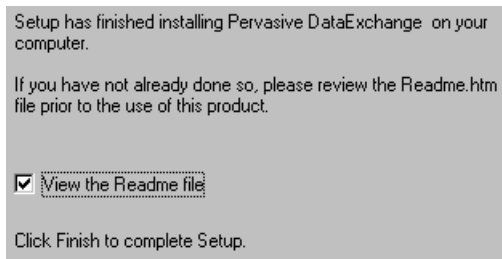 Setup has finished installing Pervasive DataExchange on your
computer.
If you have not already done so, please review the Readme.htm
file prior to the use of this product.
View the Readme file
Click Finish to complete Setup.